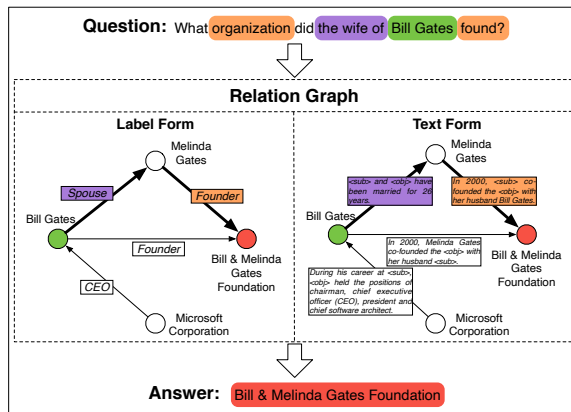 Question: What organization did the wife of Bill Gates found?
Relation Graph
Label Form
Melinda
Gates
Spouse
Founder
Bill Gates
Founder
Bill & Melinda
Gates
Foundation
CEO
Microsoft
Corporation
Text Form
Melinda
Gates
<sub> and <obj> have
been married for 26
years.
In 2000, <sub> co-
founded the <obj> with
her husband Bill Gates.
Bill Gates
In 2000, Melinda Gates
co-founded the <obj> with
her husband <sub>.
Bill & Melinda
Gates
Foundation
During his career at <sub>,
<obj> held the positions of
chairman, chief executive
officer (CEO), president and
chief software architect.
Microsoft
Corporation
Answer: Bill & Melinda Gates Foundation